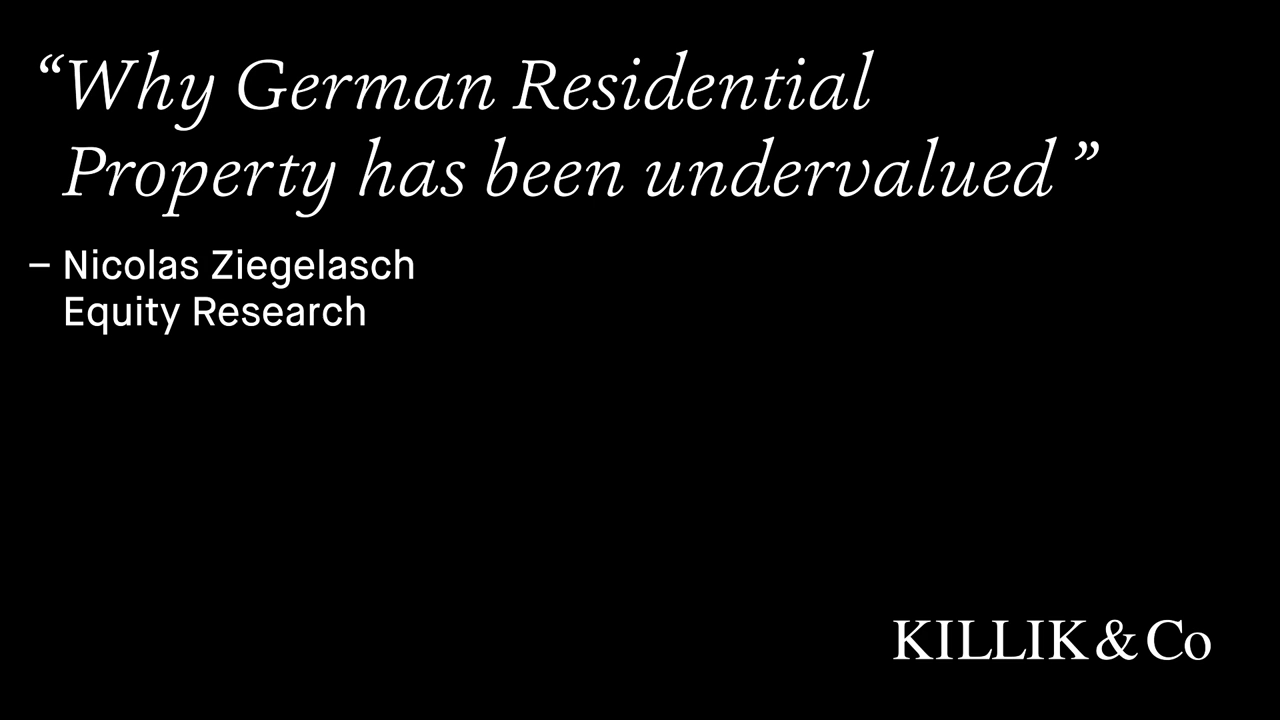 “Why German Residential
Property has been undervalued”
– Nicolas Ziegelasch
Equity Research
KILLIK & Co